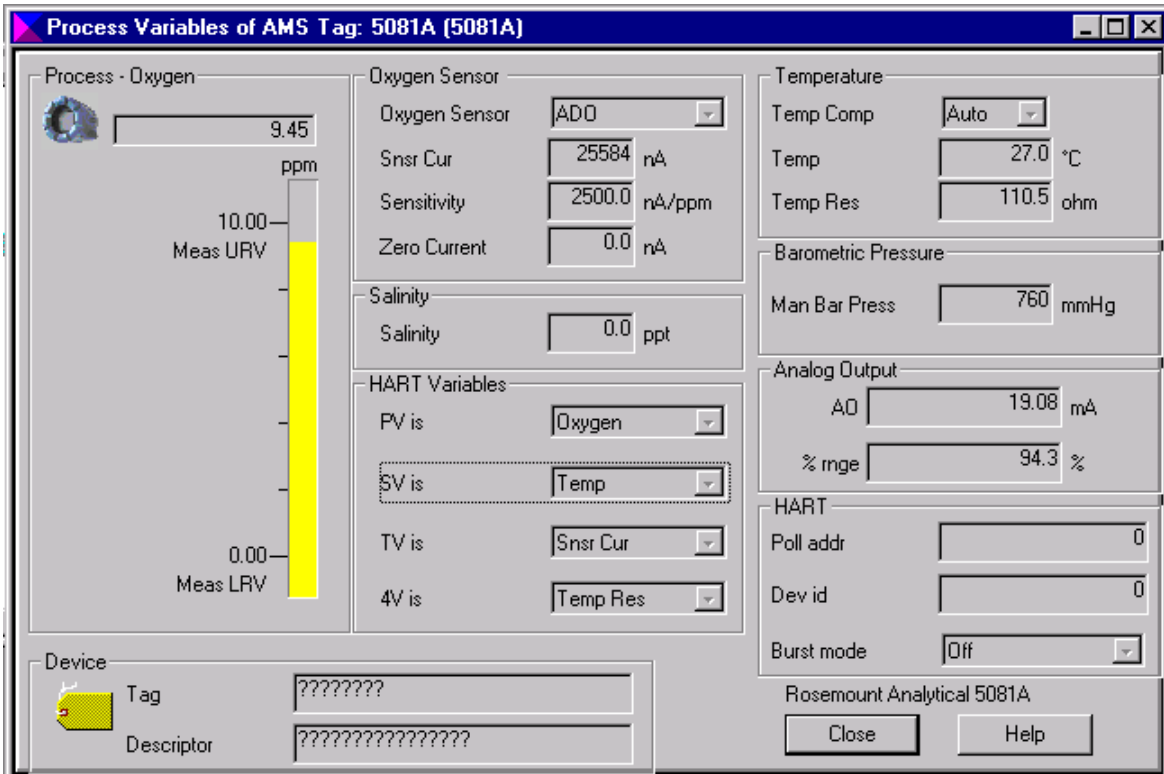 Process Variables of AMS Tag: 5081A (5081A)
Process - Oxygen
9.45
ppm
10.00
Meas URV
0.00
Meas LRV
Oxygen Sensor
Oxygen Sensor ADO
Snsr Cur 25584 nA
Sensitivity 2500.0 nA/ppm
Zero Current 0.0 nA
Salinity
Salinity 0.0 ppt
HART Variables
PV is Oxygen
SV is Temp
TV is Snsr Cur
4V is Temp Res
Temperature
Temp Comp Auto
Temp 27.0 °C
Temp Res 110.5 ohm
Barometric Pressure
Man Bar Press 760 mmHg
Analog Output
AO 19.08 mA
% rnge 94.3 %
HART
Poll addr 0
Dev id 0
Burst mode Off
Device
Tag ????????
Descriptor ????????????????
Rosemount Analytical 5081A
Close Help